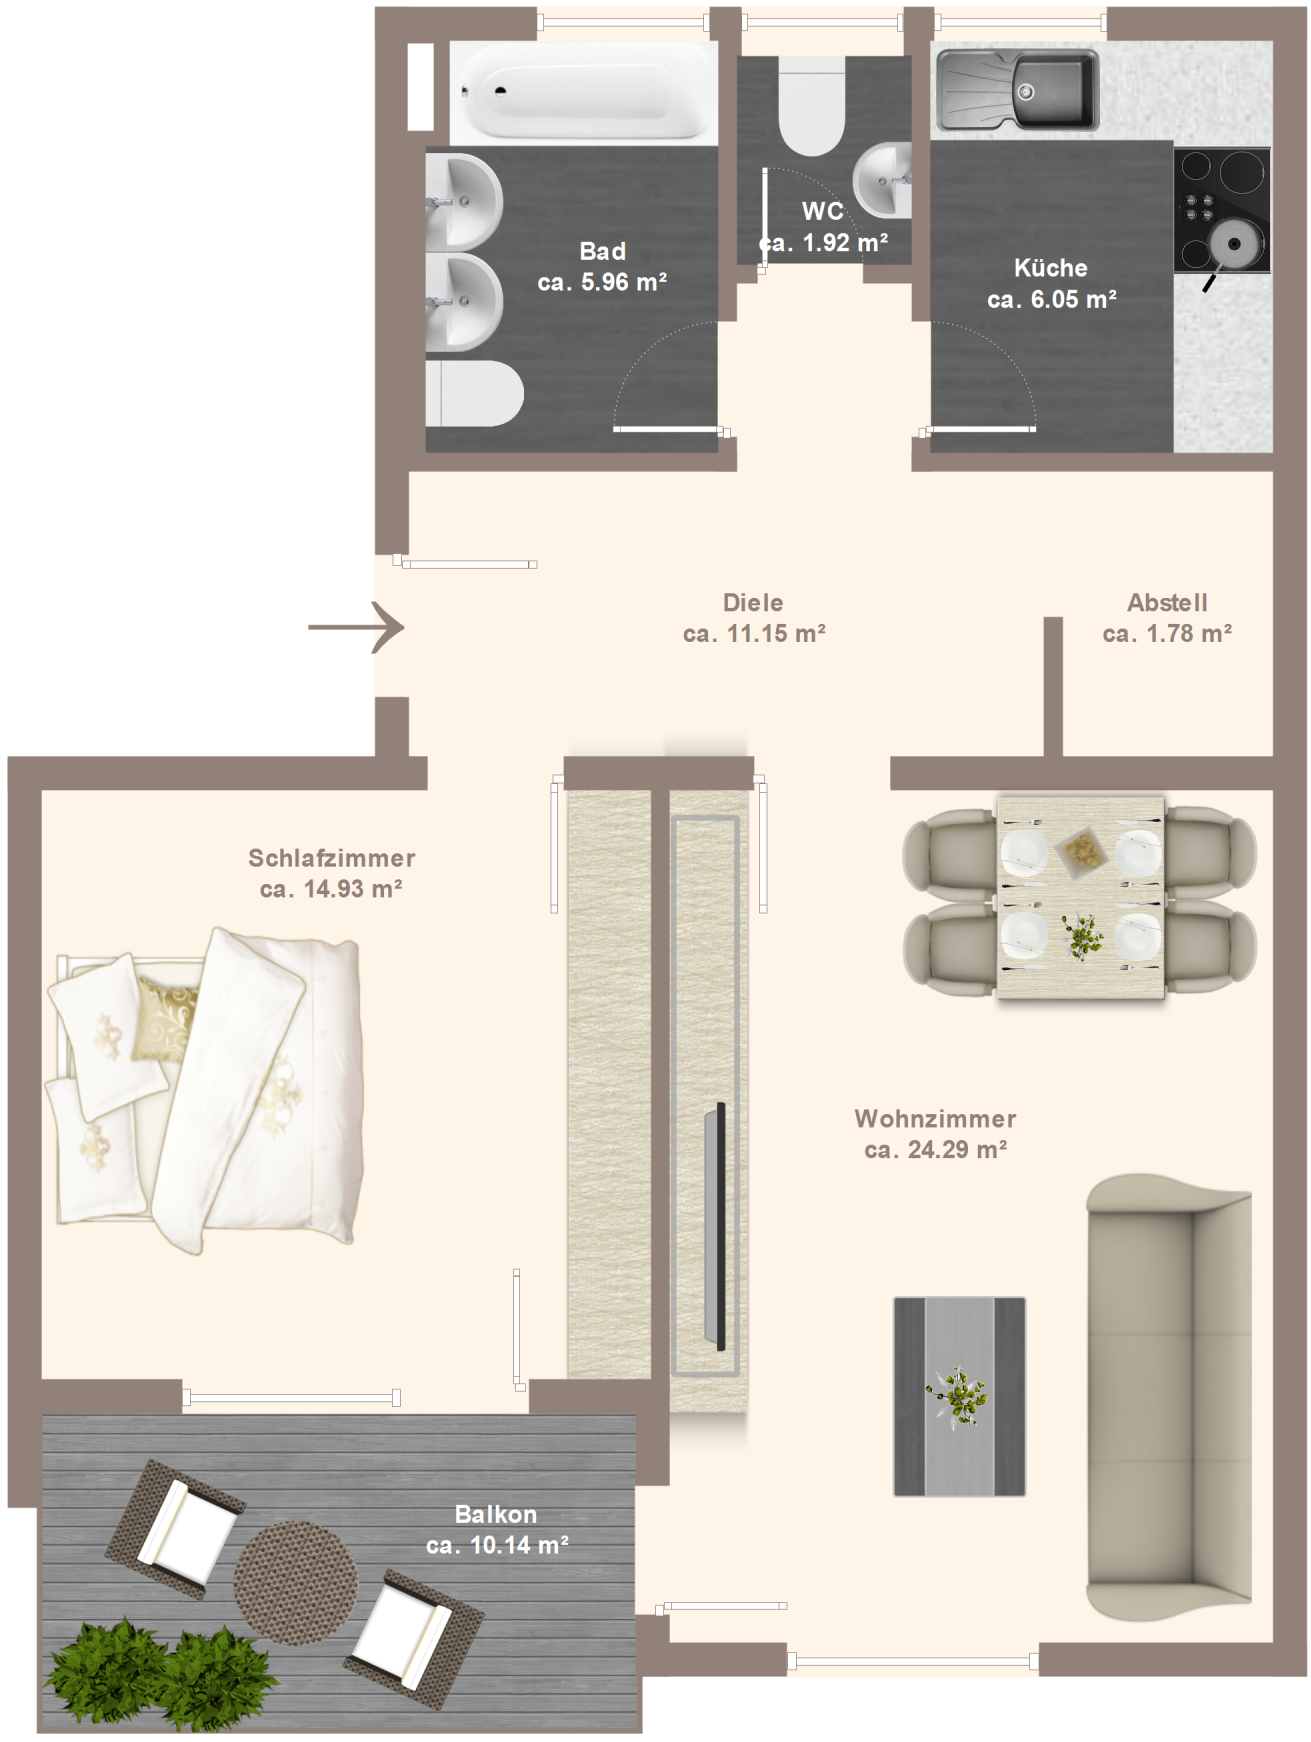 WC
ca. 1.92 m²
Bad
ca. 5.96 m²
Küche
ca. 6.05 m²
Diele
ca. 11.15 m²
Abstell
ca. 1.78 m²
Schlafzimmer
ca. 14.93 m²
Wohnzimmer
ca. 24.29 m²
Balkon
ca. 10.14 m²